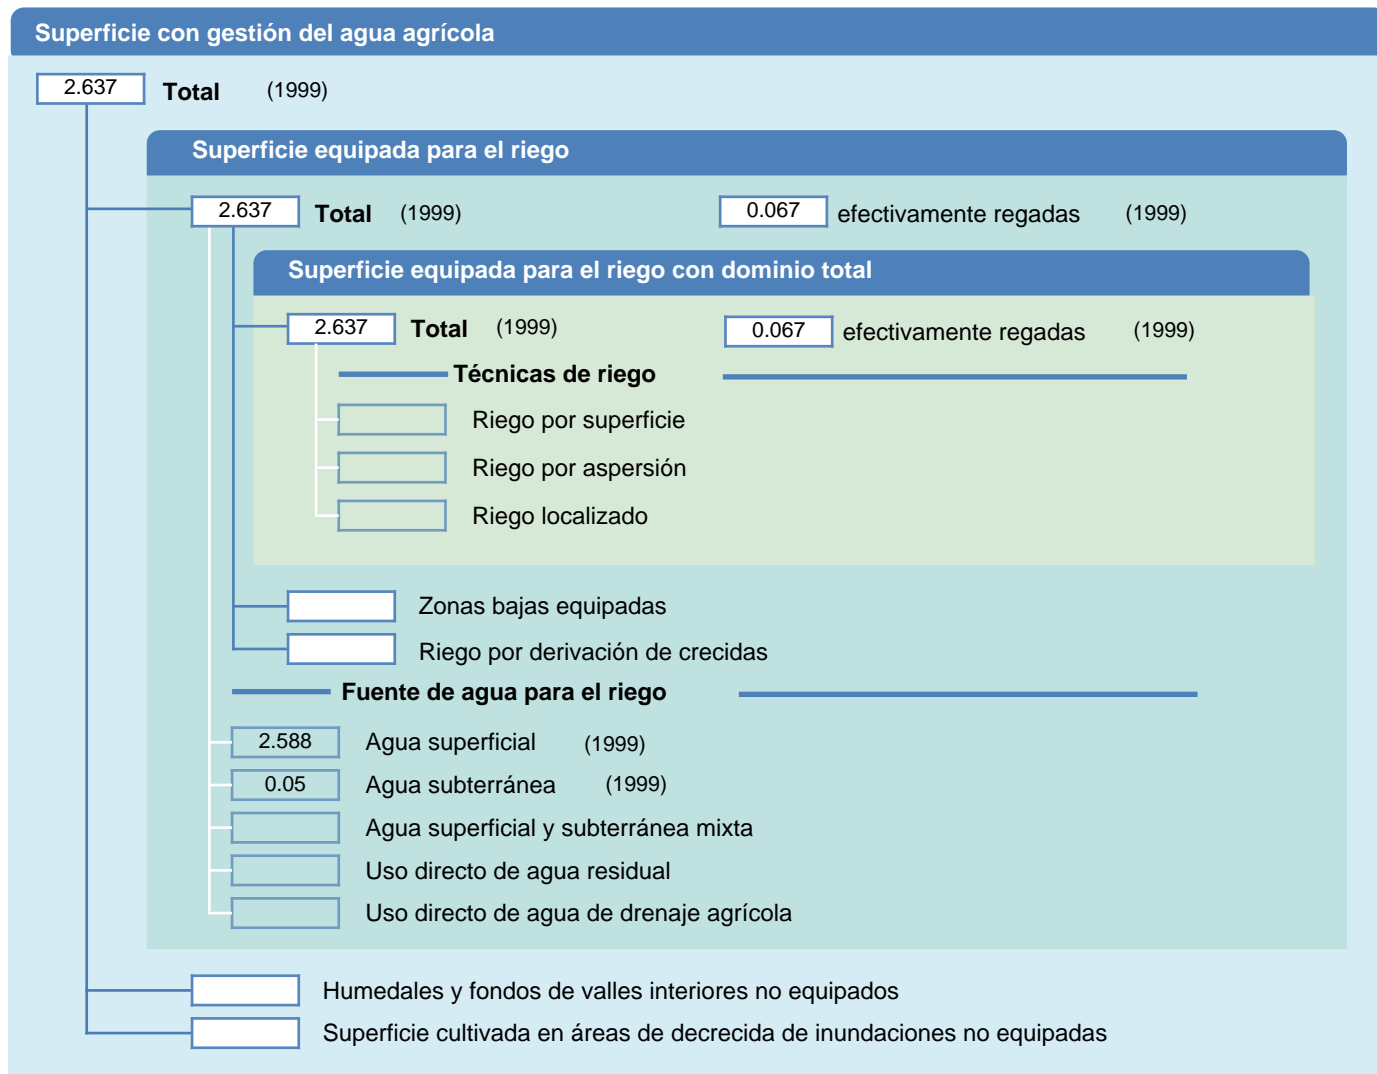 Superficie con gestión del agua agrícola
2.637 Total (1999)
Superficie equipada para el riego
2.637 Total (1999) 0.067 efectivamente regadas (1999)
Superficie equipada para el riego con dominio total
2.637 Total (1999) 0.067 efectivamente regadas (1999)
Técnicas de riego
Riego por superficie
Riego por aspersión
Riego localizado
Zonas bajas equipadas
Riego por derivación de crecidas
Fuente de agua para el riego
2.588 Agua superficial (1999)
0.05 Agua subterránea (1999)
Agua superficial y subterránea mixta
Uso directo de agua residual
Uso directo de agua de drenaje agrícola
Humedales y fondos de valles interiores no equipados
Superficie cultivada en áreas de decrecida de inundaciones no equipadas